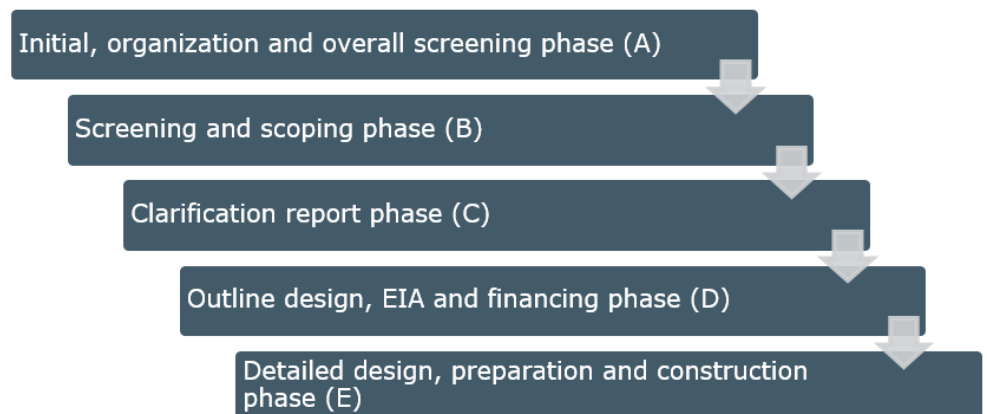 Initial, organization and overall screening phase (A)
Screening and scoping phase (B)
Clarification report phase (C)
Outline design, EIA and financing phase (D)
Detailed design, preparation and construction
phase (E)